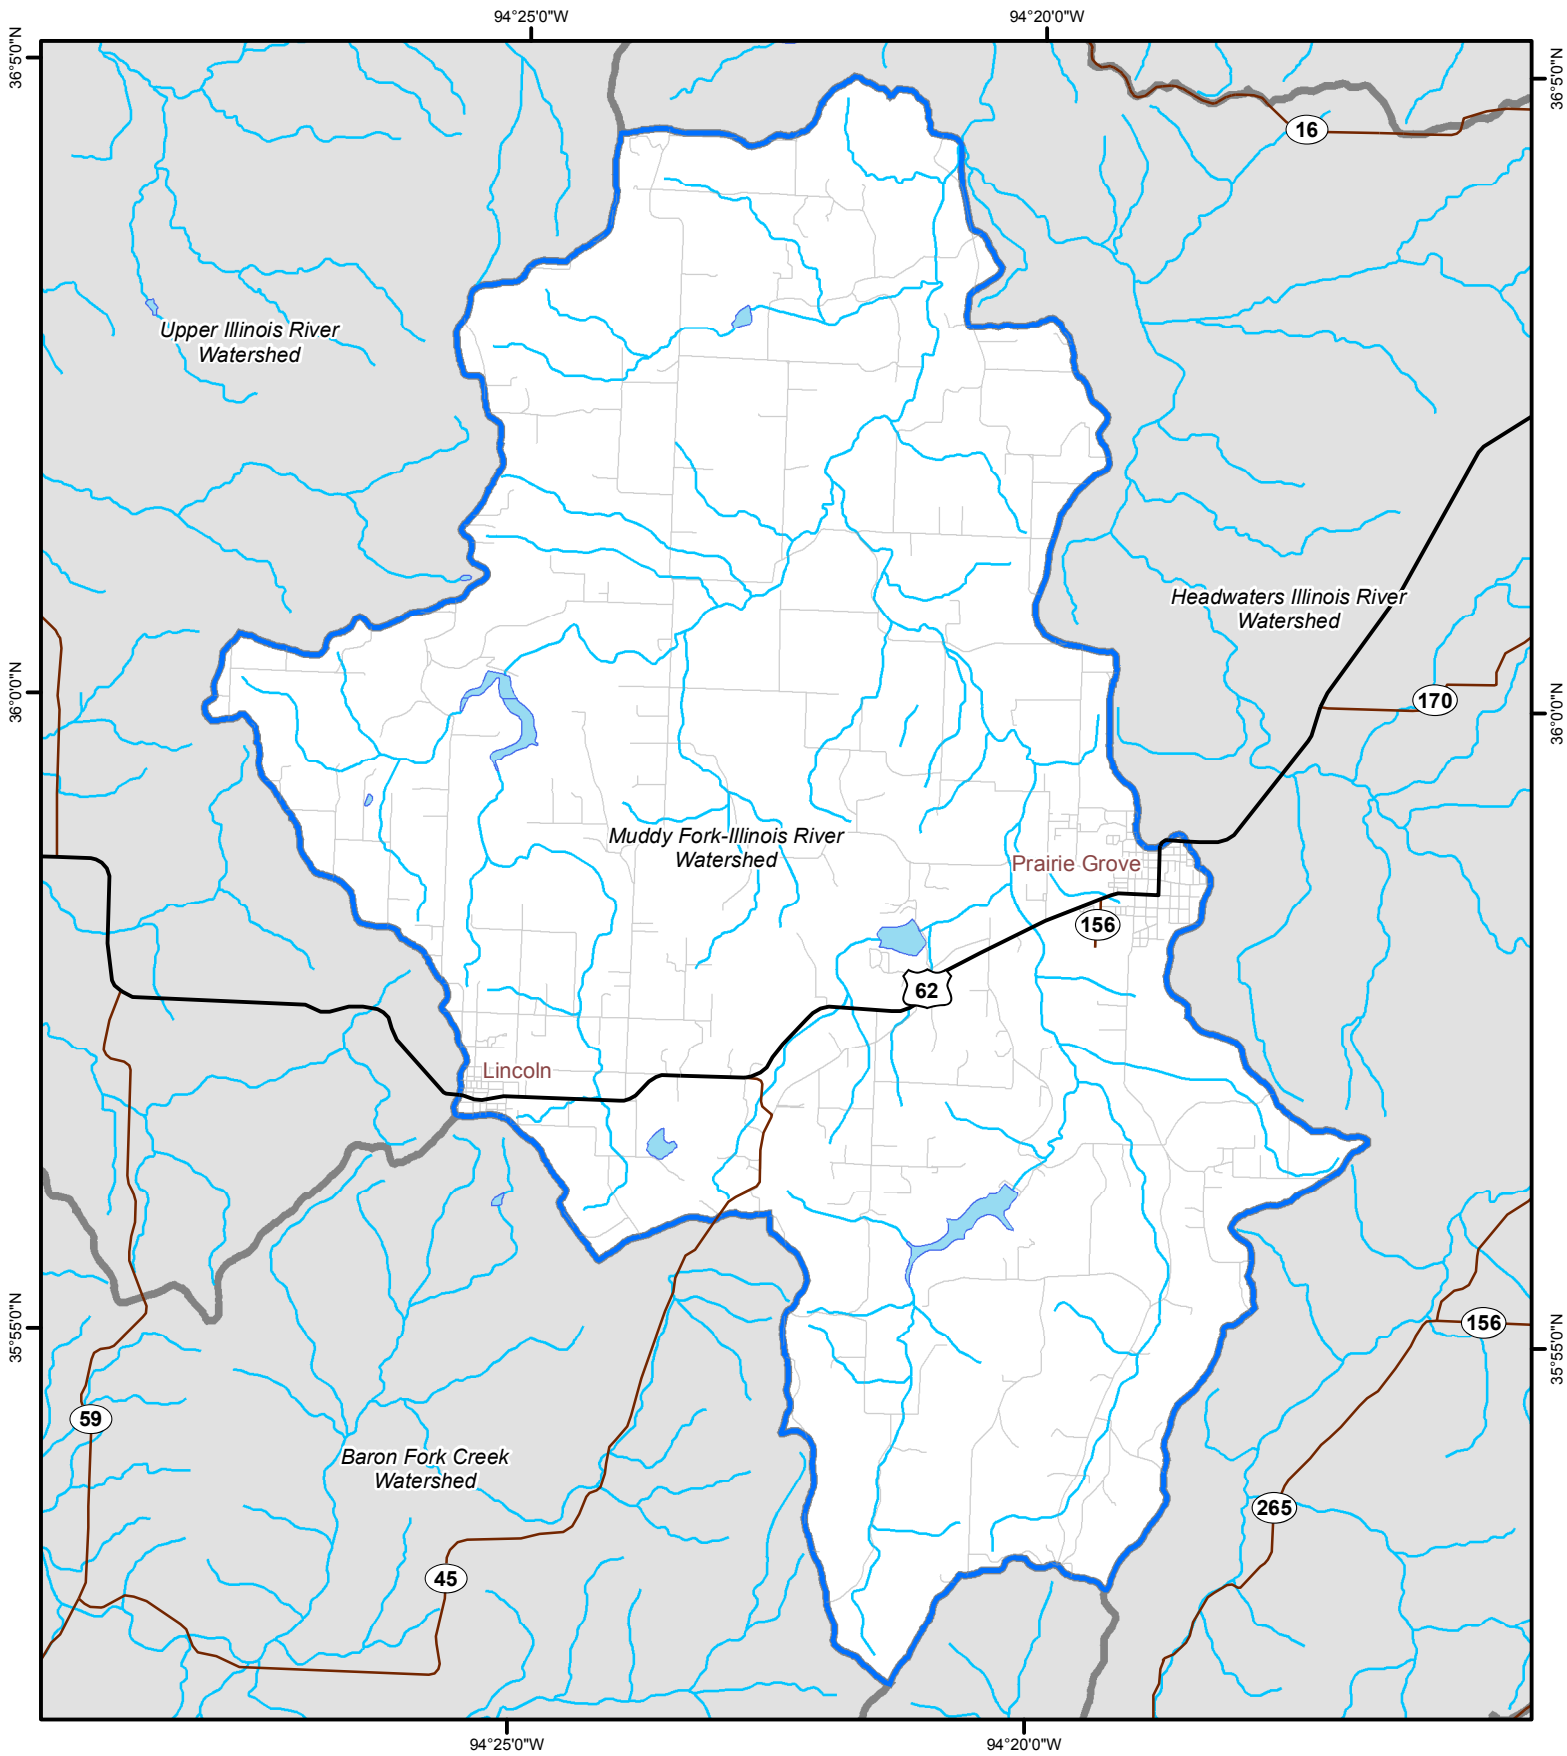 94°25'0"W
94°20'0"W
36°5'0"N
36°5'0"N
16
Upper Illinois River
Watershed
Headwaters Illinois River
Watershed
36°0'0"N
36°0'0"N
170
Muddy Fork-Illinois River
Watershed
Prairie Grove
156
62
Lincoln
35°55'0"N
35°55'0"N
156
59
Baron Fork Creek
Watershed
265
45
94°25'0"W
94°20'0"W